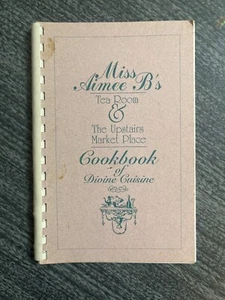 Miss
Aimee B's
Tea Room
&
The Upstairs
Market Place
Cookbook
of
Divine Cuisine